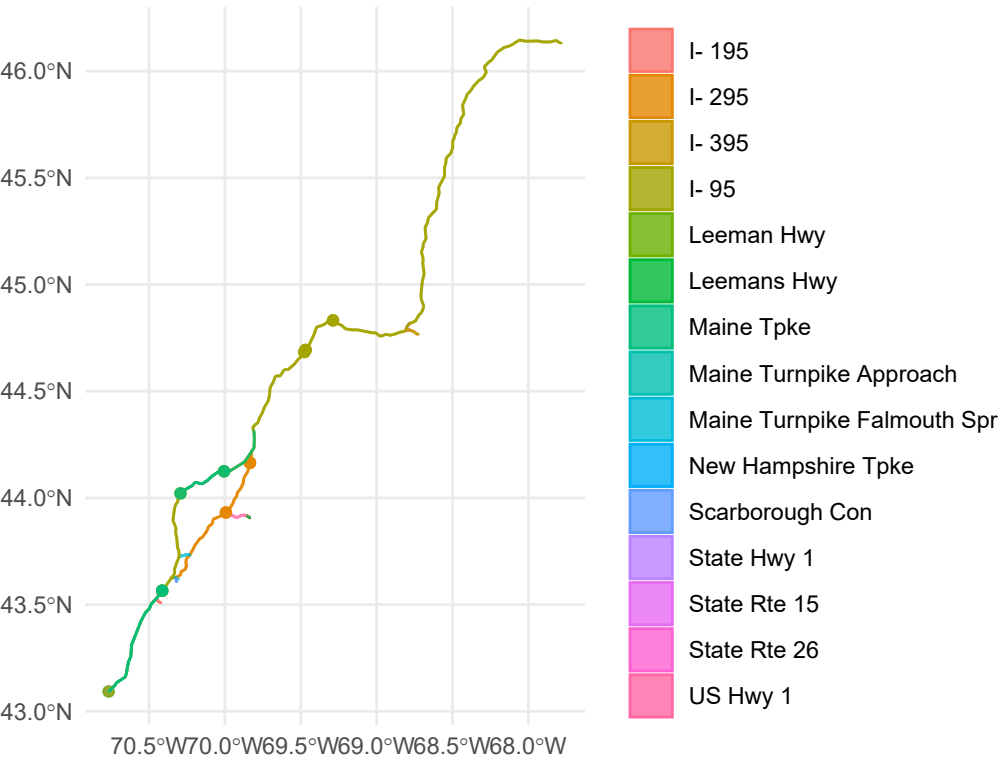 46.0°N
45.5°N
45.0°N
44.5°N
44.0°N
43.5°N
43.0°N
70.5°W70.0°W69.5°W69.0°W68.5°W68.0°W
I- 195
I- 295
I- 395
I- 95
Leeman Hwy
Leemans Hwy
Maine Tpke
Maine Turnpike Approach
Maine Turnpike Falmouth Spr
New Hampshire Tpke
Scarborough Con
State Hwy 1
State Rte 15
State Rte 26
US Hwy 1